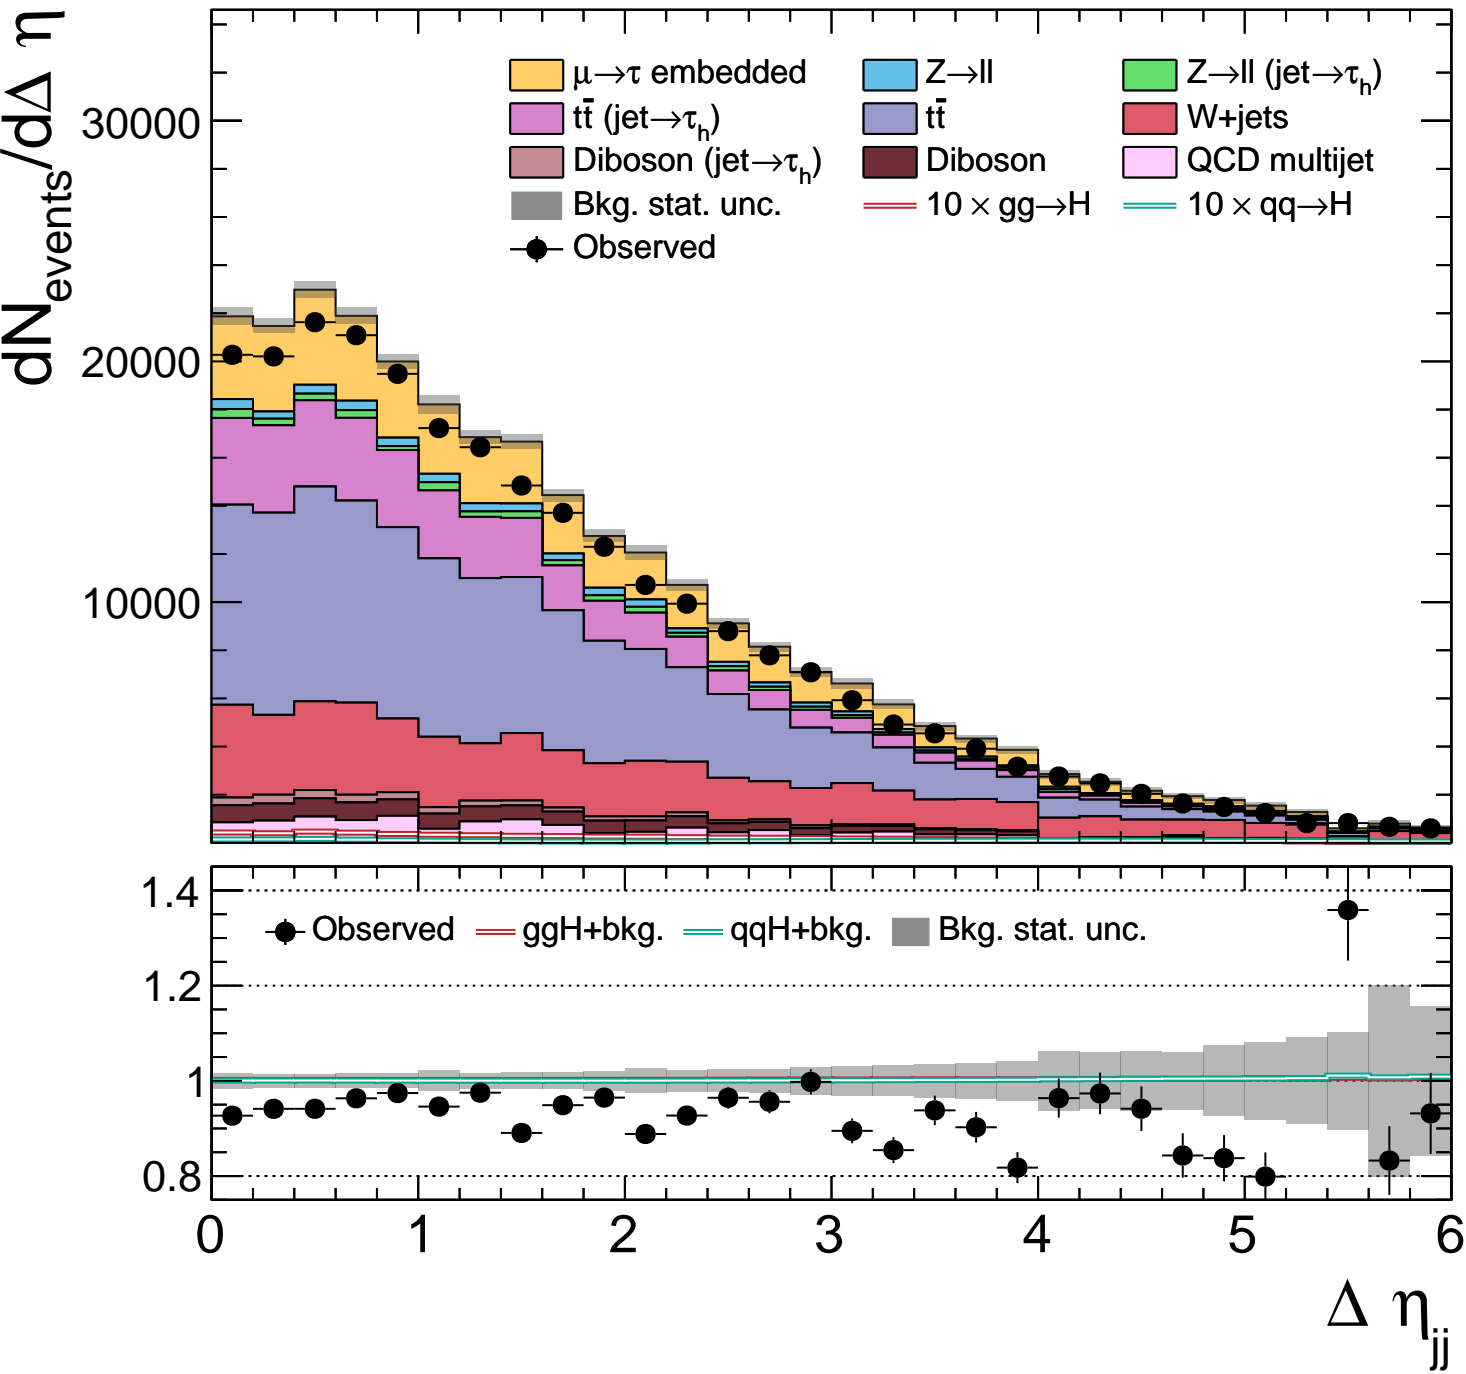 dN_events/dΔ η
30000
20000
10000
μ→τ embedded
Z→ll
Z→ll (jet→τ_h)
tt̄ (jet→τ_h)
tt̄
W+jets
Diboson (jet→τ_h)
Diboson
QCD multijet
Bkg. stat. unc.
10 × gg→H
10 × qq→H
Observed
1.4
1.2
1
0.8
Observed
ggH+bkg.
qqH+bkg.
Bkg. stat. unc.
0 1 2 3 4 5 6
Δ η_jj